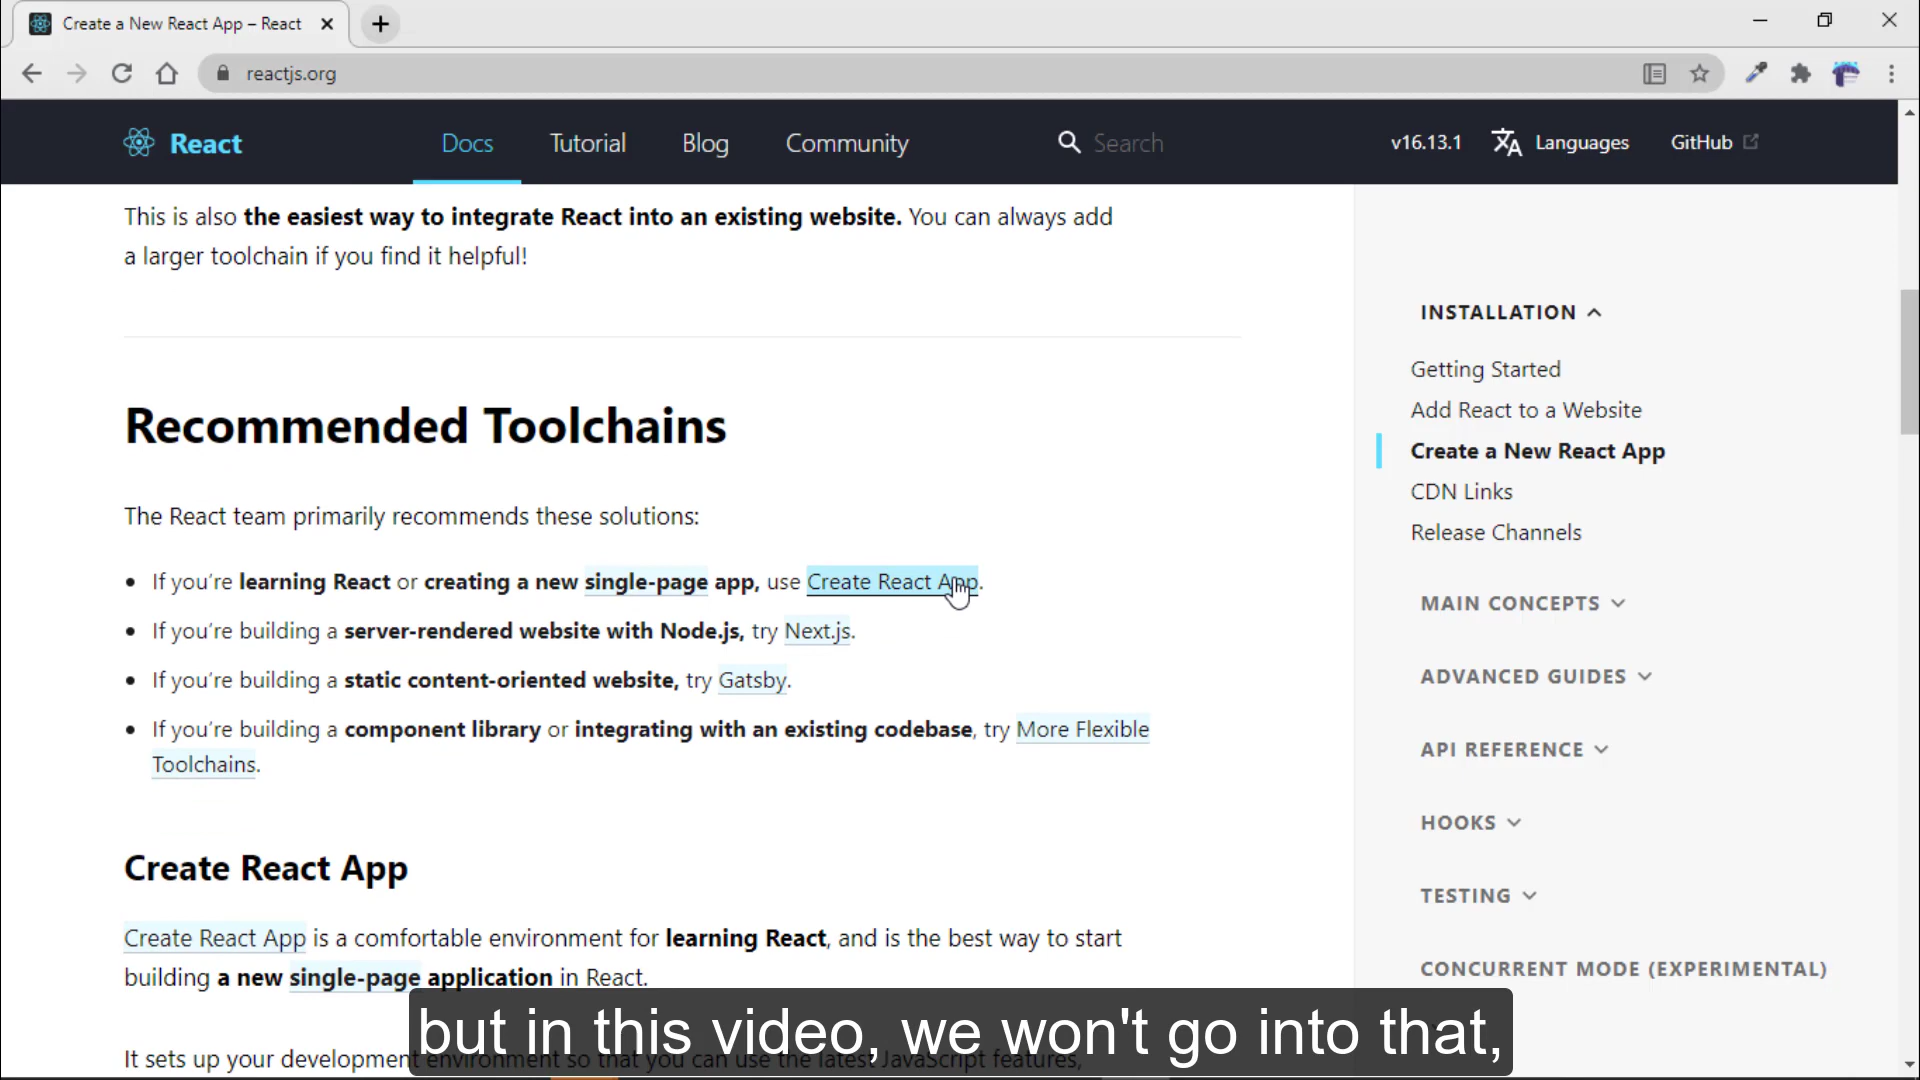 Create a New React App – React
reactjs.org
React
Docs
Tutorial
Blog
Community
Search
v16.13.1
Languages
GitHub
This is also the easiest way to integrate React into an existing website. You can always add
a larger toolchain if you find it helpful!
Recommended Toolchains
The React team primarily recommends these solutions:
If you’re learning React or creating a new single-page app, use Create React App.
If you’re building a server-rendered website with Node.js, try Next.js.
If you’re building a static content-oriented website, try Gatsby.
If you’re building a component library or integrating with an existing codebase, try More Flexible
Toolchains.
Create React App
Create React App is a comfortable environment for learning React, and is the best way to start
building a new single-page application in React.
It sets up your development environment so that you can use the latest JavaScript features,
but in this video, we won't go into that,
INSTALLATION
Getting Started
Add React to a Website
Create a New React App
CDN Links
Release Channels
MAIN CONCEPTS
ADVANCED GUIDES
API REFERENCE
HOOKS
TESTING
CONCURRENT MODE (EXPERIMENTAL)